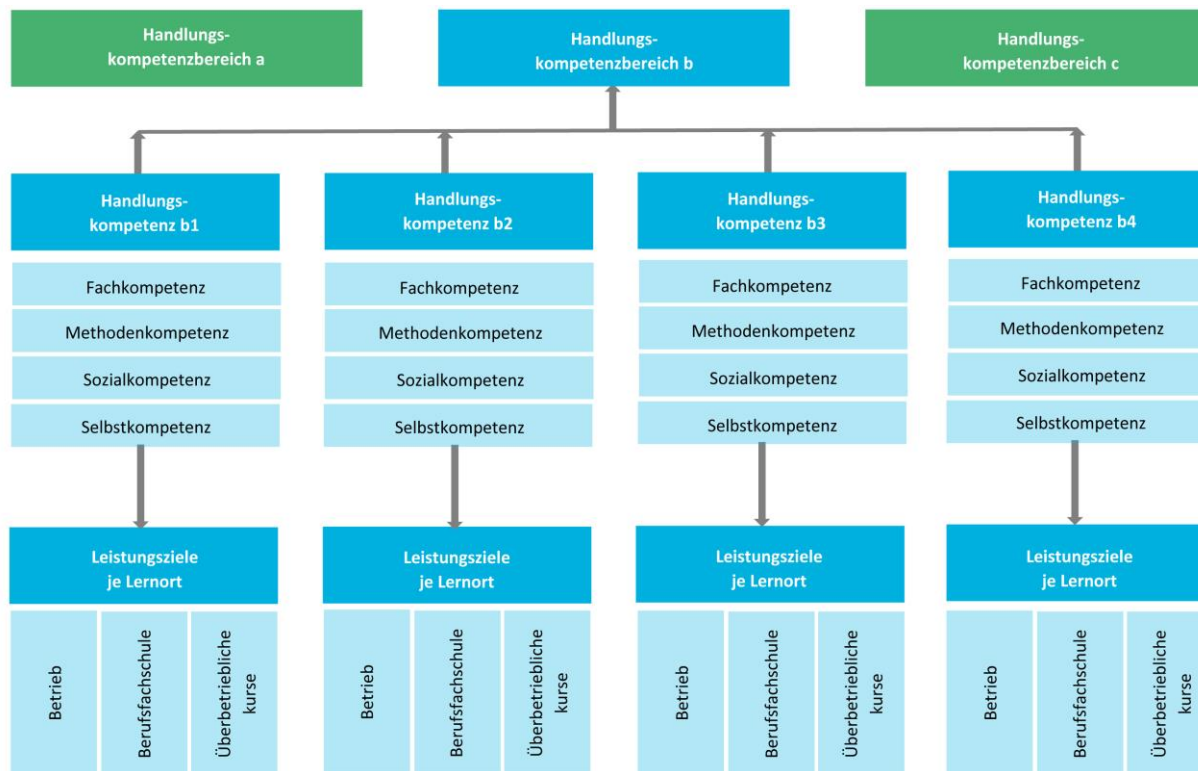 Handlungs-
kompetenzbereich a
Handlungs-
kompetenzbereich b
Handlungs-
kompetenzbereich c
Handlungs-
kompetenz b1
Fachkompetenz
Methodenkompetenz
Sozialkompetenz
Selbstkompetenz
Leistungsziele
je Lernort
Betrieb
Berufsfachschule
Überbetriebliche
kurse
Handlungs-
kompetenz b2
Fachkompetenz
Methodenkompetenz
Sozialkompetenz
Selbstkompetenz
Leistungsziele
je Lernort
Betrieb
Berufsfachschule
Überbetriebliche
kurse
Handlungs-
kompetenz b3
Fachkompetenz
Methodenkompetenz
Sozialkompetenz
Selbstkompetenz
Leistungsziele
je Lernort
Betrieb
Berufsfachschule
Überbetriebliche
kurse
Handlungs-
kompetenz b4
Fachkompetenz
Methodenkompetenz
Sozialkompetenz
Selbstkompetenz
Leistungsziele
je Lernort
Betrieb
Berufsfachschule
Überbetriebliche
kurse